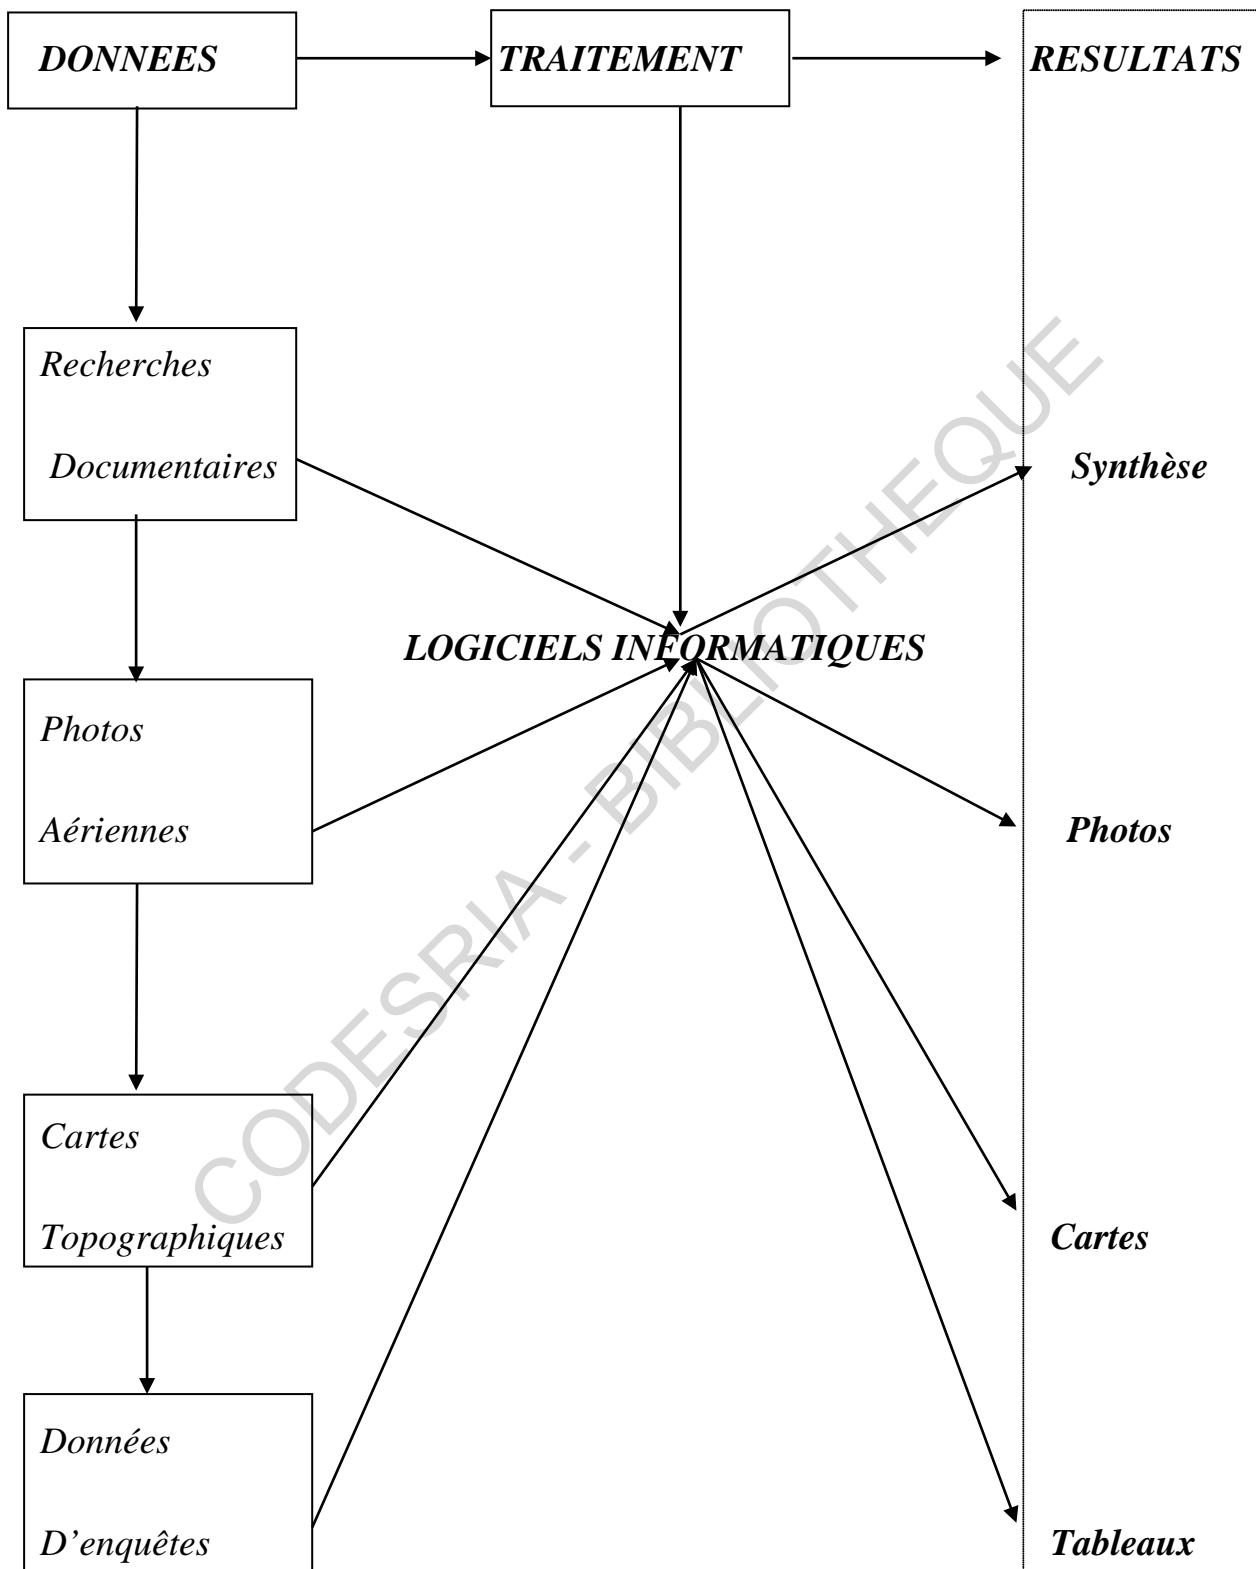 DONNEES
TRAITEMENT
RESULTATS
Recherches
Documentaires
Synthèse
LOGICIELS INFORMATIQUES
Photos
Aériennes
Photos
Cartes
Topographiques
Cartes
Données
D’enquêtes
Tableaux
CODESRIA - BIBLIOTHEQUE